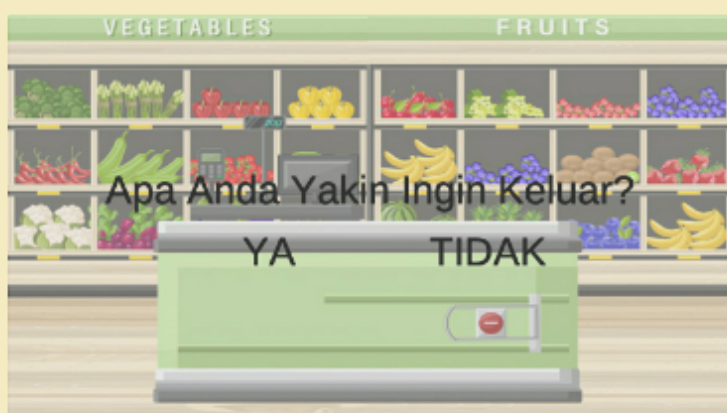 VEGETABLES
FRUITS
Apa Anda Yakin Ingin Keluar?
YA
TIDAK